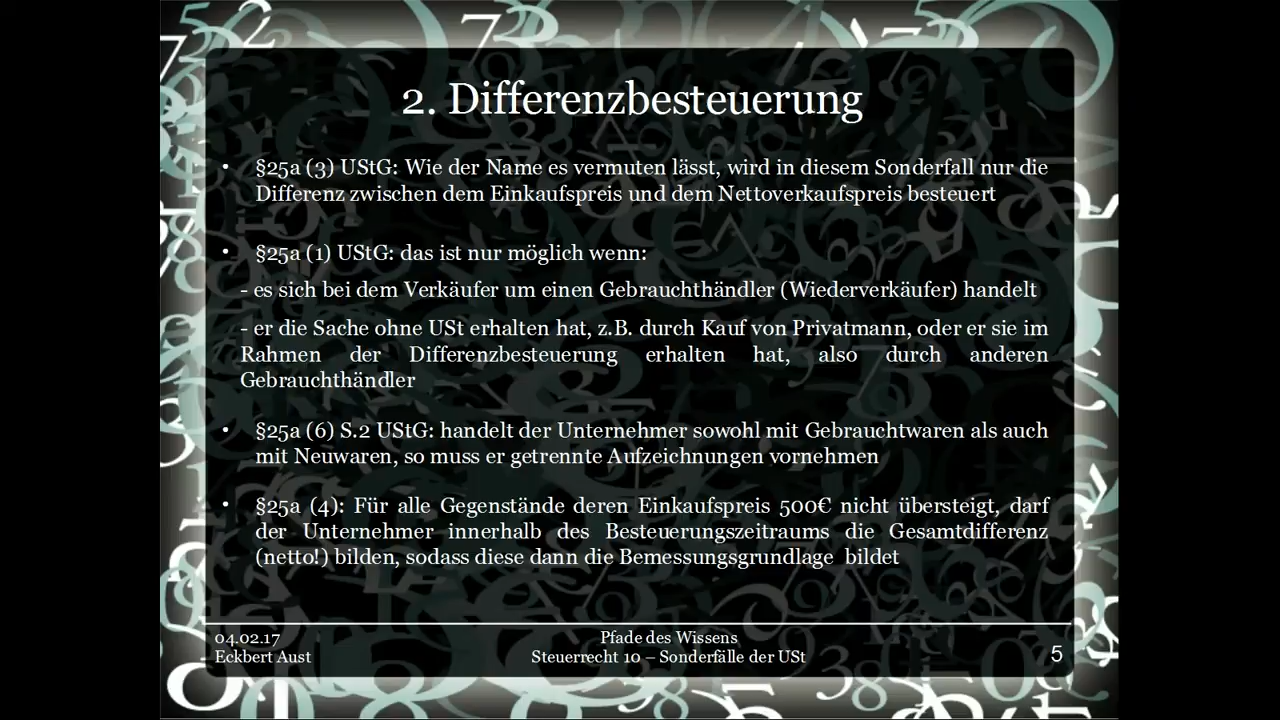 2. Differenzbesteuerung
• §25a (3) UStG: Wie der Name es vermuten lässt, wird in diesem Sonderfall nur die
Differenz zwischen dem Einkaufspreis und dem Nettoverkaufspreis besteuert
• §25a (1) UStG: das ist nur möglich wenn:
- es sich bei dem Verkäufer um einen Gebrauchthändler (Wiederverkäufer) handelt
- er die Sache ohne USt erhalten hat, z.B. durch Kauf von Privatmann, oder er sie im
Rahmen der Differenzbesteuerung erhalten hat, also durch anderen
Gebrauchthändler
• §25a (6) S.2 UStG: handelt der Unternehmer sowohl mit Gebrauchtwaren als auch
mit Neuwaren, so muss er getrennte Aufzeichnungen vornehmen
• §25a (4): Für alle Gegenstände deren Einkaufspreis 500€ nicht übersteigt, darf
der Unternehmer innerhalb des Besteuerungszeitraums die Gesamtdifferenz
(netto!) bilden, sodass diese dann die Bemessungsgrundlage bildet
04.02.17
Eckbert Aust
Pfade des Wissens
Steuerrecht 10 – Sonderfälle der USt
5